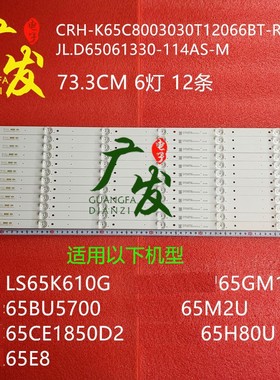 CRH-K65C8003030T12066BT-R
JL.D65061330-114AS-M
73.3CM 6灯 12条
广发
电子
GUANGFA
DIANZI
适用以下机型
LS65K610G 65GM1
65BU5700 65M2U
65CE1850D2 65H80U
65E8